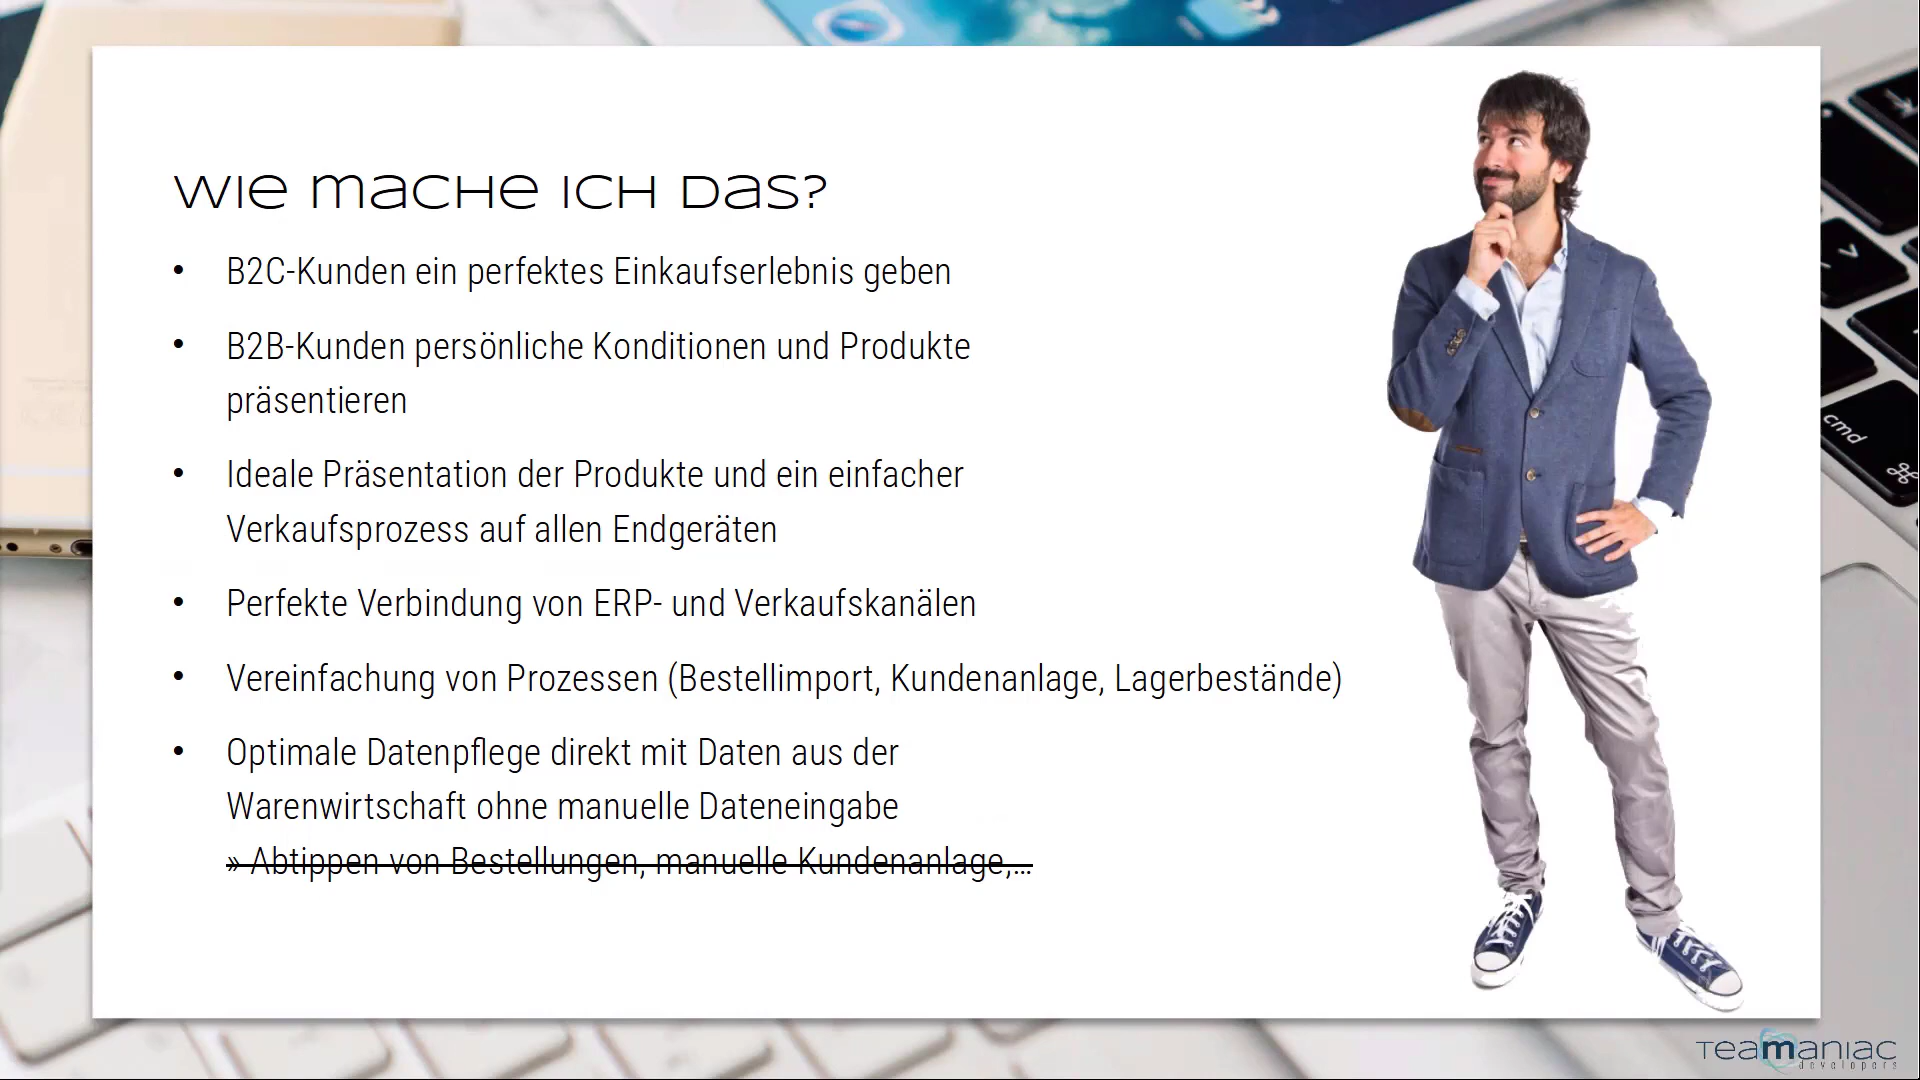 Wie mache ich das?
• B2C-Kunden ein perfektes Einkaufserlebnis geben
• B2B-Kunden persönliche Konditionen und Produkte
präsentieren
• Ideale Präsentation der Produkte und ein einfacher
Verkaufsprozess auf allen Endgeräten
• Perfekte Verbindung von ERP- und Verkaufskanälen
• Vereinfachung von Prozessen (Bestellimport, Kundenanlage, Lagerbestände)
• Optimale Datenpflege direkt mit Daten aus der
Warenwirtschaft ohne manuelle Dateneingabe
» Abtippen von Bestellungen, manuelle Kundenanlage,...
cmd
⌘
Teamaniac
developers